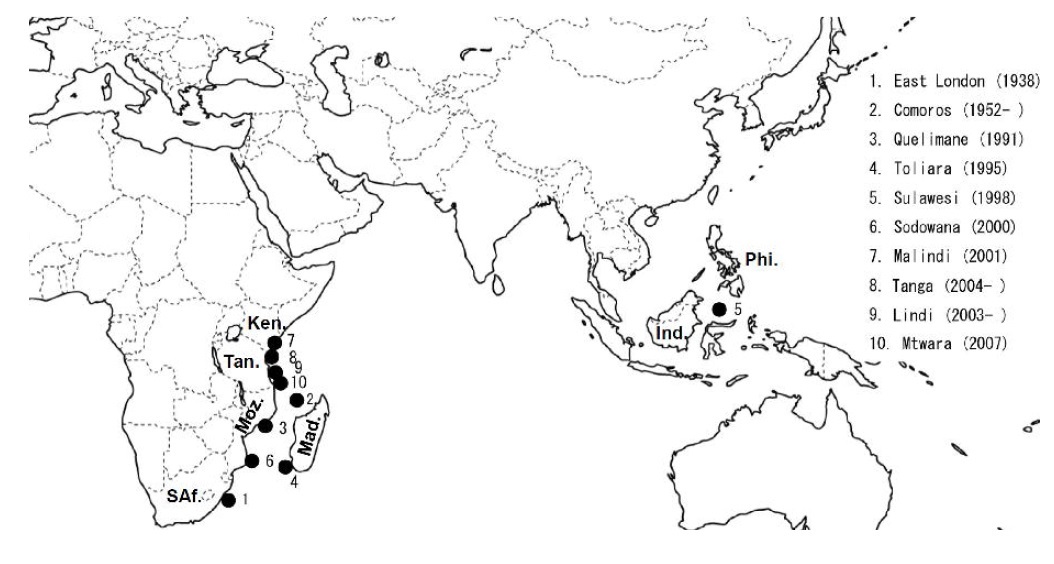 1. East London (1938)
2. Comoros (1952- )
3. Quelimane (1991)
4. Toliara (1995)
5. Sulawesi (1998)
6. Sodowana (2000)
7. Malindi (2001)
8. Tanga (2004- )
9. Lindi (2003- )
10. Mtwara (2007)
Phi.
5
Ind.
Ken.
7
Tan.
8
9
10
2
Moz.
3
Mad.
6
4
SAf.
1